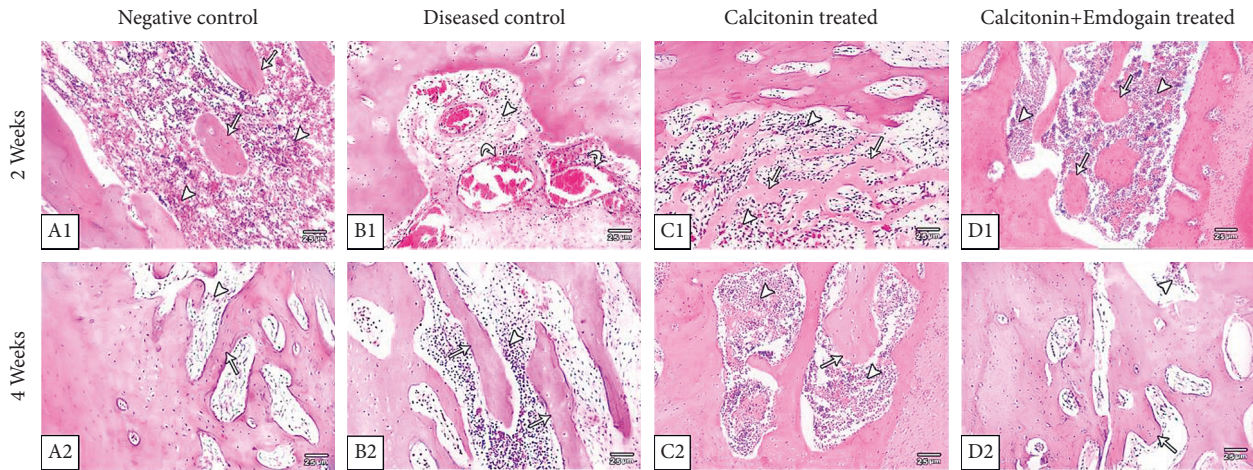 Negative control
Diseased control
Calcitonin treated
Calcitonin+Emdogain treated
2 Weeks
A1
25 μm
B1
25 μm
C1
25 μm
D1
25 μm
4 Weeks
A2
25 μm
B2
25 μm
C2
25 μm
D2
25 μm